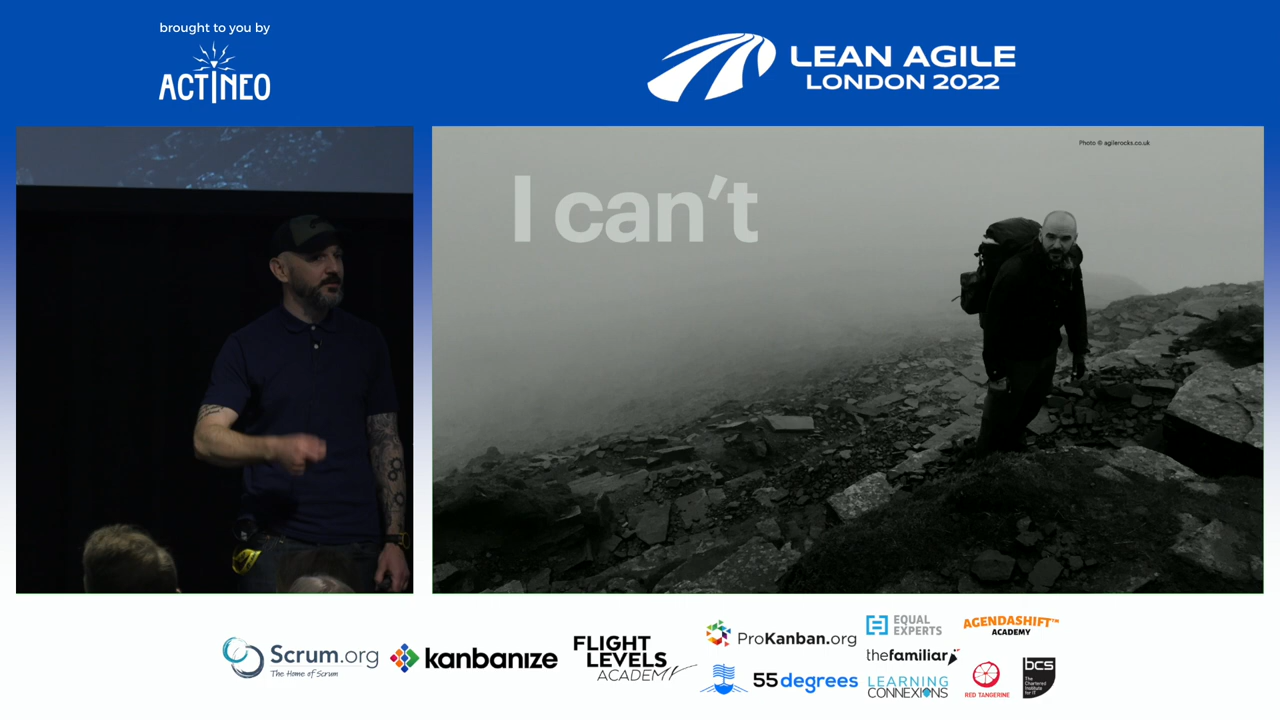 brought to you by
ACTINEO
LEAN AGILE
LONDON 2022
Photo © agilerocks.co.uk
I can't
Scrum.org
The Home of Scrum
kanbanize
FLIGHT
LEVELS
ACADEMY
ProKanban.org
55degrees
EQUAL
EXPERTS
thefamiliar
LEARNING
CONNEXIONS
AGENDASHIFT™
ACADEMY
RED TANGERINE
bcs
The
Chartered
Institute
for IT